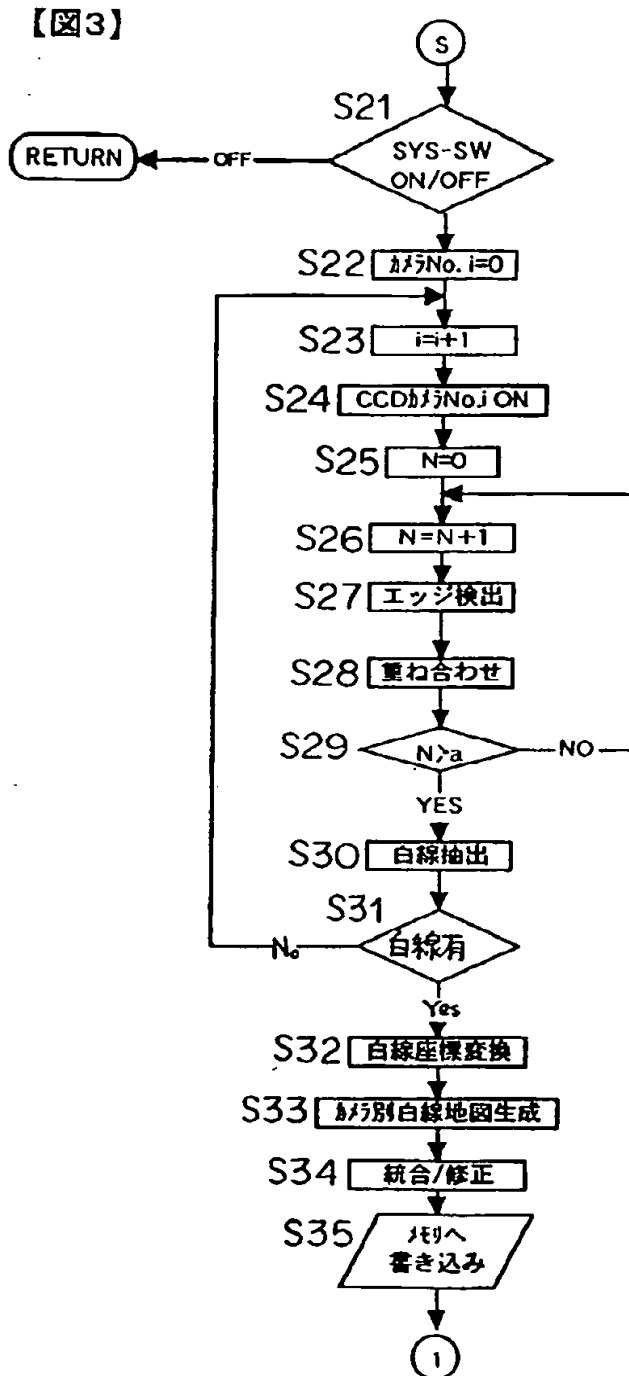 【図3】
S
S21
SYS-SW
ON/OFF
OFF
RETURN
S22
ｶﾒﾗNo. i=0
S23
i=i+1
S24
CCDｶﾒﾗNo.i ON
S25
N=0
S26
N=N+1
S27
エッジ検出
S28
重ね合わせ
S29
N>a
NO
YES
S30
白線抽出
S31
白線有
No
Yes
S32
白線座標変換
S33
ｶﾒﾗ別白線地図生成
S34
統合/修正
S35
ﾒﾓﾘへ
書き込み
1